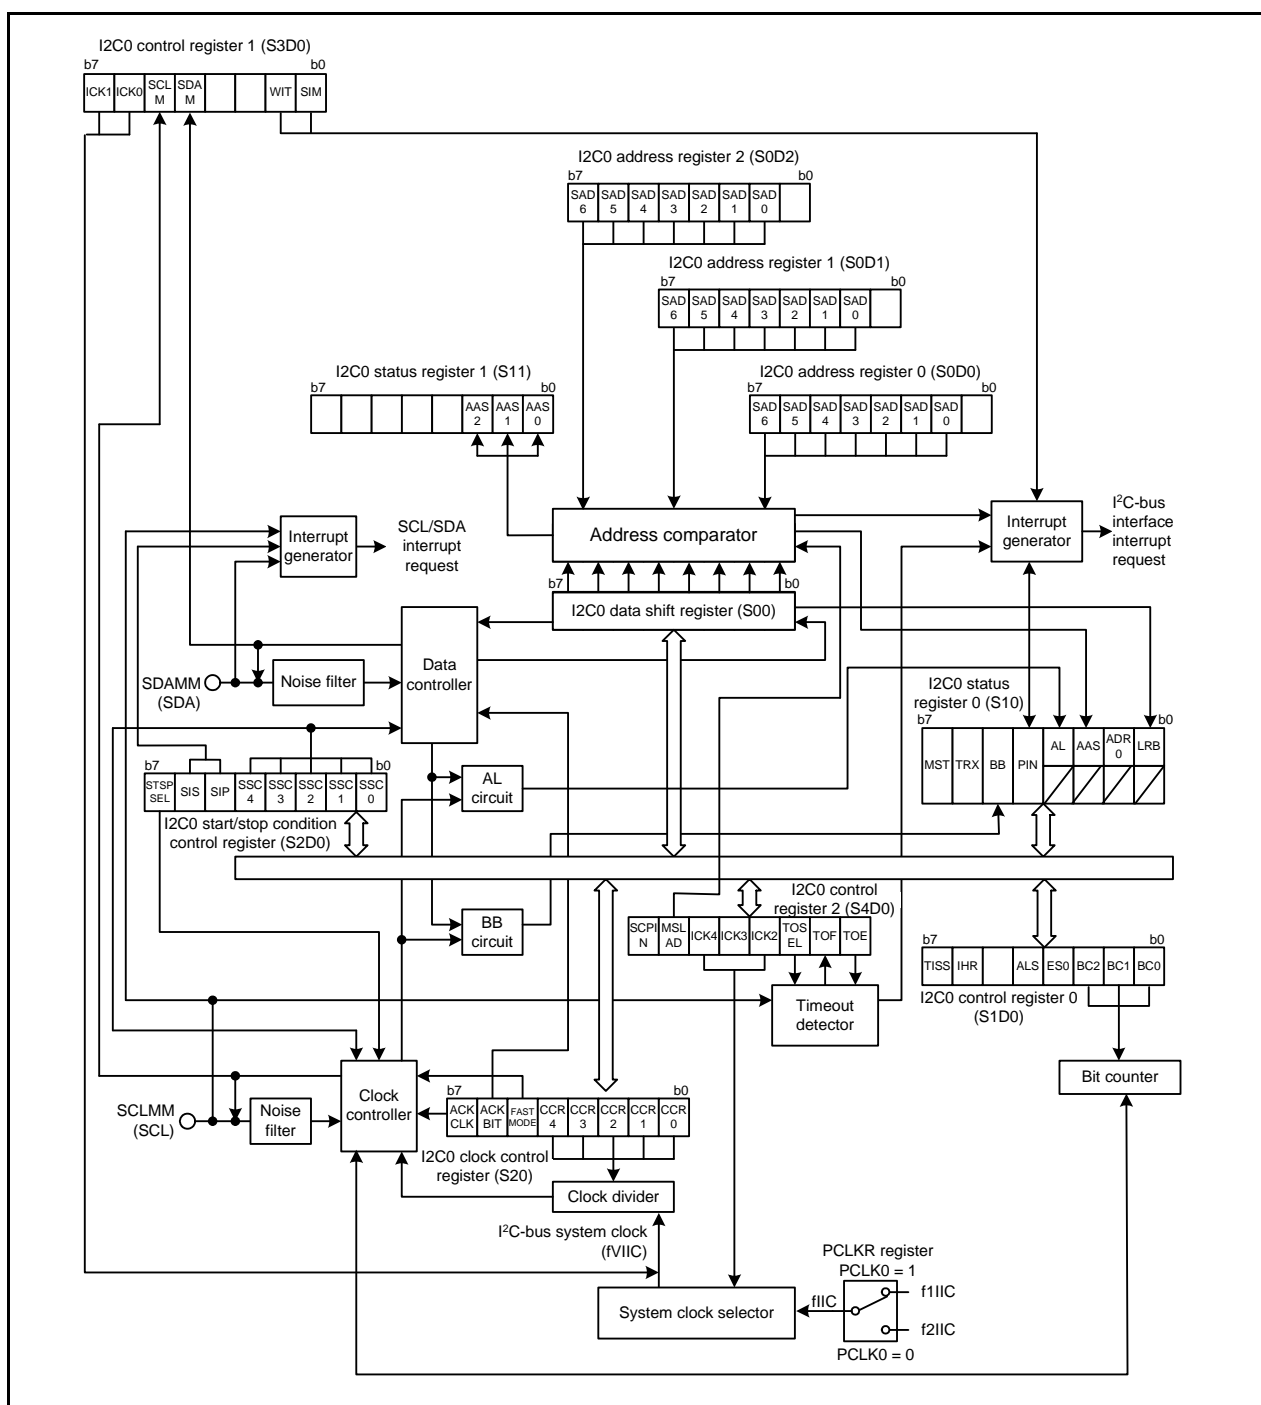 I2C0 control register 1 (S3D0)
b7 b0
ICK1 ICK0 SCL M SDA M WIT SIM
I2C0 address register 2 (S0D2)
b7 b0
SAD 6 SAD 5 SAD 4 SAD 3 SAD 2 SAD 1 SAD 0
I2C0 address register 1 (S0D1)
b7 b0
SAD 6 SAD 5 SAD 4 SAD 3 SAD 2 SAD 1 SAD 0
I2C0 status register 1 (S11)
b7 b0
AAS 2 AAS 1 AAS 0
I2C0 address register 0 (S0D0)
b7 b0
SAD 6 SAD 5 SAD 4 SAD 3 SAD 2 SAD 1 SAD 0
Interrupt
generator
SCL/SDA
interrupt
request
Address comparator
Interrupt
generator
I²C-bus
interface
interrupt
request
b7 b0
I2C0 data shift register (S00)
Data
controller
SDAMM
(SDA)
Noise filter
I2C0 status
register 0 (S10)
b7 b0
MST TRX BB PIN AL AAS ADR 0 LRB
b7 b0
STSP SEL SIS SIP SSC 4 SSC 3 SSC 2 SSC 1 SSC 0
I2C0 start/stop condition
control register (S2D0)
AL
circuit
BB
circuit
I2C0 control
register 2 (S4D0)
SCPI N MSL AD ICK4 ICK3 ICK2 TOS EL TOF TOE
Timeout
detector
b7 b0
TISS IHR ALS ES0 BC2 BC1 BC0
I2C0 control register 0
(S1D0)
Bit counter
SCLMM
(SCL)
Noise
filter
Clock
controller
b7 b0
ACK CLK ACK BIT FAST MODE CCR 4 CCR 3 CCR 2 CCR 1 CCR 0
I2C0 clock control
register (S20)
Clock divider
I²C-bus system clock
(fVIIC)
System clock selector
fIIC
PCLKR register
PCLK0 = 1
f1IIC
f2IIC
PCLK0 = 0